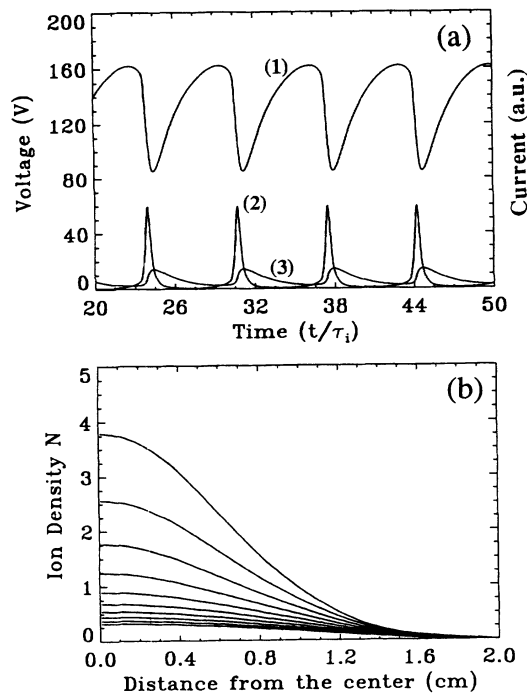 (a)
Voltage (V)
Current (a.u.)
200
160
120
80
40
0
(1)
(2)
(3)
20 26 32 38 44 50
Time (t/τi)
(b)
Ion Density N
5
4
3
2
1
0
0.0 0.4 0.8 1.2 1.6 2.0
Distance from the center (cm)